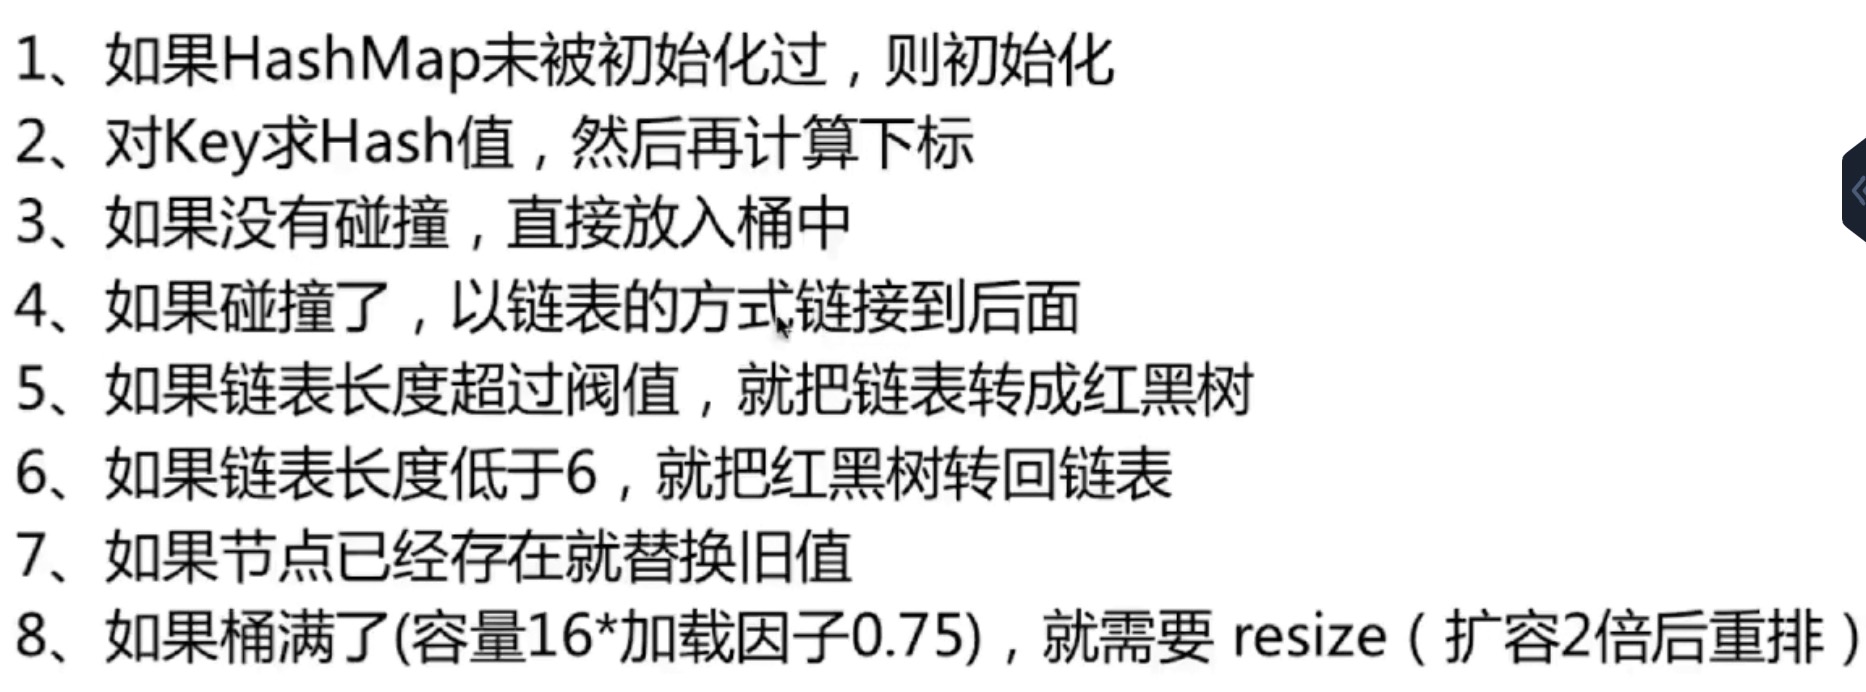 1、如果HashMap未被初始化过，则初始化
2、对Key求Hash值，然后再计算下标
3、如果没有碰撞，直接放入桶中
4、如果碰撞了，以链表的方式链接到后面
5、如果链表长度超过阀值，就把链表转成红黑树
6、如果链表长度低于6，就把红黑树转回链表
7、如果节点已经存在就替换旧值
8、如果桶满了(容量16*加载因子0.75)，就需要 resize（扩容2倍后重排）